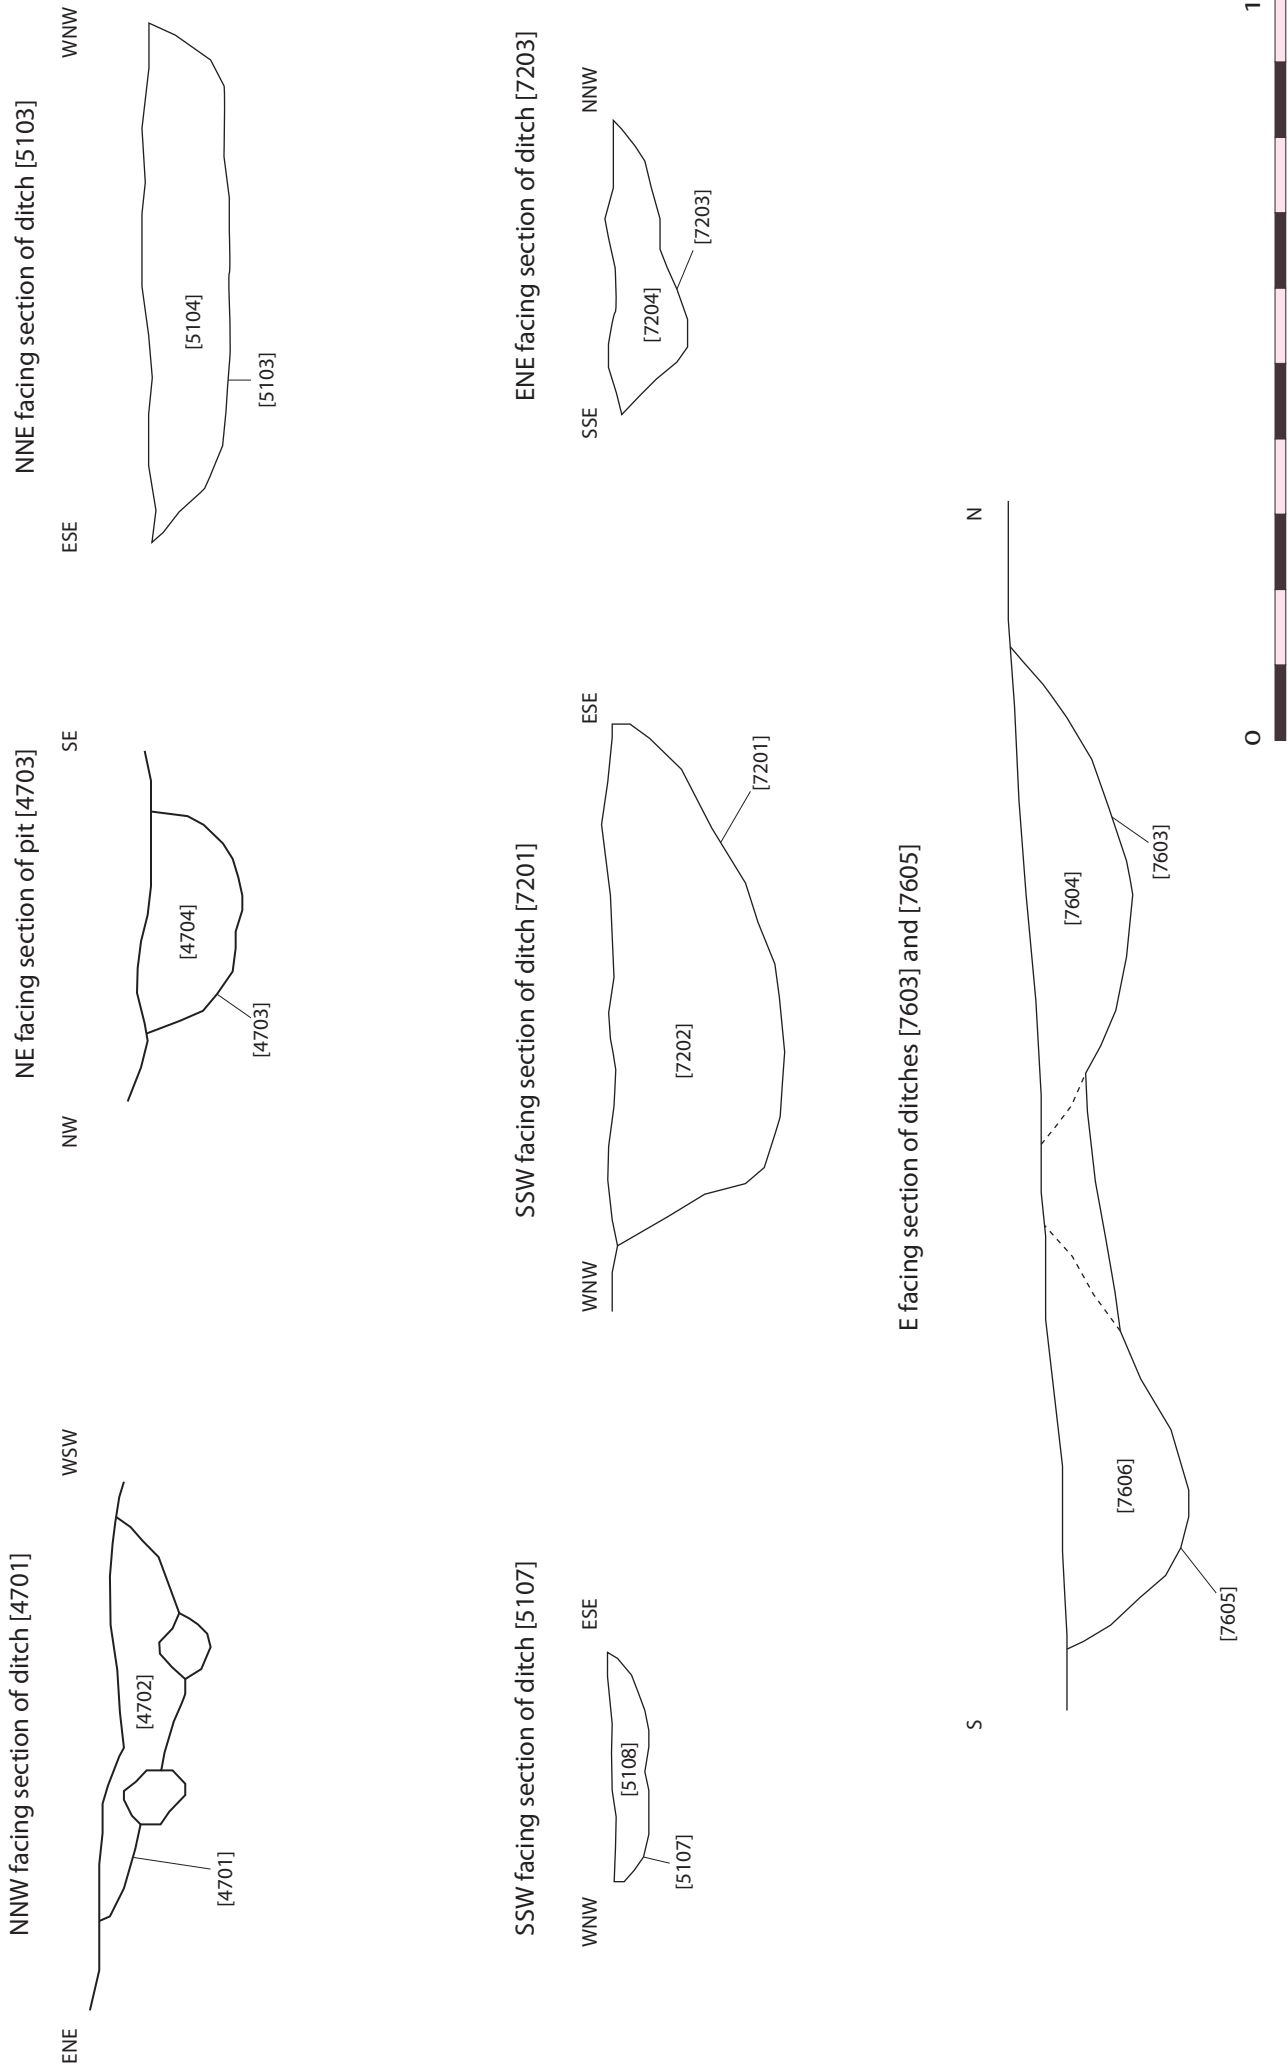 NNW facing section of ditch [4701]
ENE
WSW
[4702]
[4701]
NE facing section of pit [4703]
NW
SE
[4704]
[4703]
NNE facing section of ditch [5103]
ESE
WNW
[5104]
[5103]
SSW facing section of ditch [5107]
WNW
ESE
[5108]
[5107]
SSW facing section of ditch [7201]
WNW
ESE
[7202]
[7201]
ENE facing section of ditch [7203]
SSE
NNW
[7204]
[7203]
E facing section of ditches [7603] and [7605]
S
N
[7604]
[7603]
[7606]
[7605]
0
1